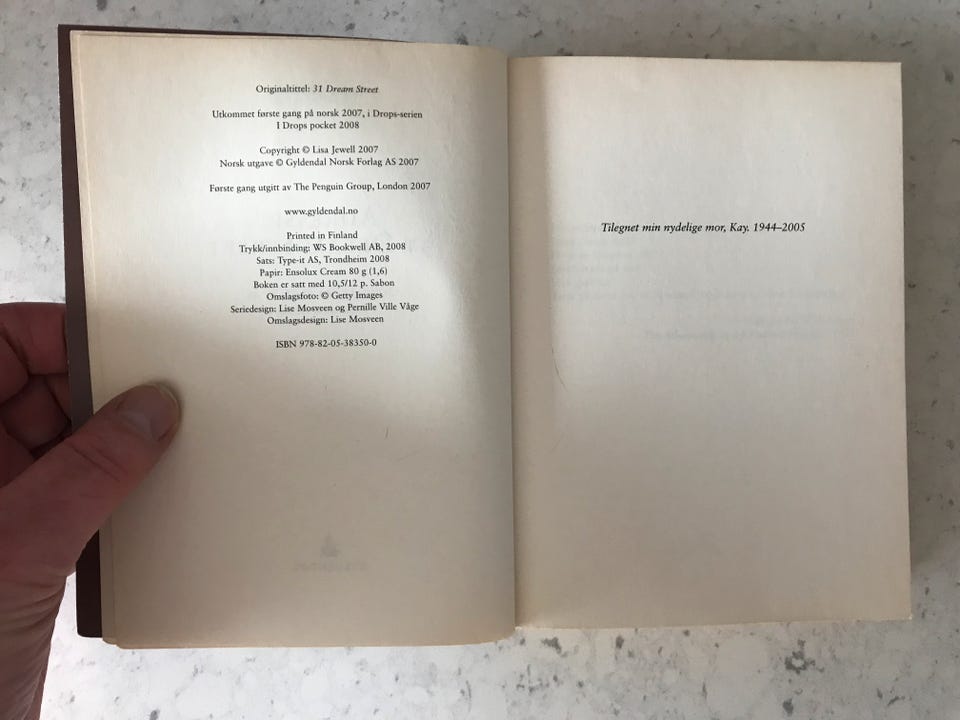 Originaltittel: 31 Dream Street
Utkommet første gang på norsk 2007, i Drops-serien
I Drops pocket 2008
Copyright © Lisa Jewell 2007
Norsk utgave © Gyldendal Norsk Forlag AS 2007
Første gang utgitt av The Penguin Group, London 2007
www.gyldendal.no
Printed in Finland
Trykk/innbinding: WS Bookwell AB, 2008
Sats: Type-it AS, Trondheim 2008
Papir: Ensolux Cream 80 g (1,6)
Boken er satt med 10,5/12 p. Sabon
Omslagsfoto: © Getty Images
Seriedesign: Lise Mosveen og Pernille Ville Våge
Omslagsdesign: Lise Mosveen
ISBN 978-82-05-38350-0
Tilegnet min nydelige mor, Kay. 1944–2005